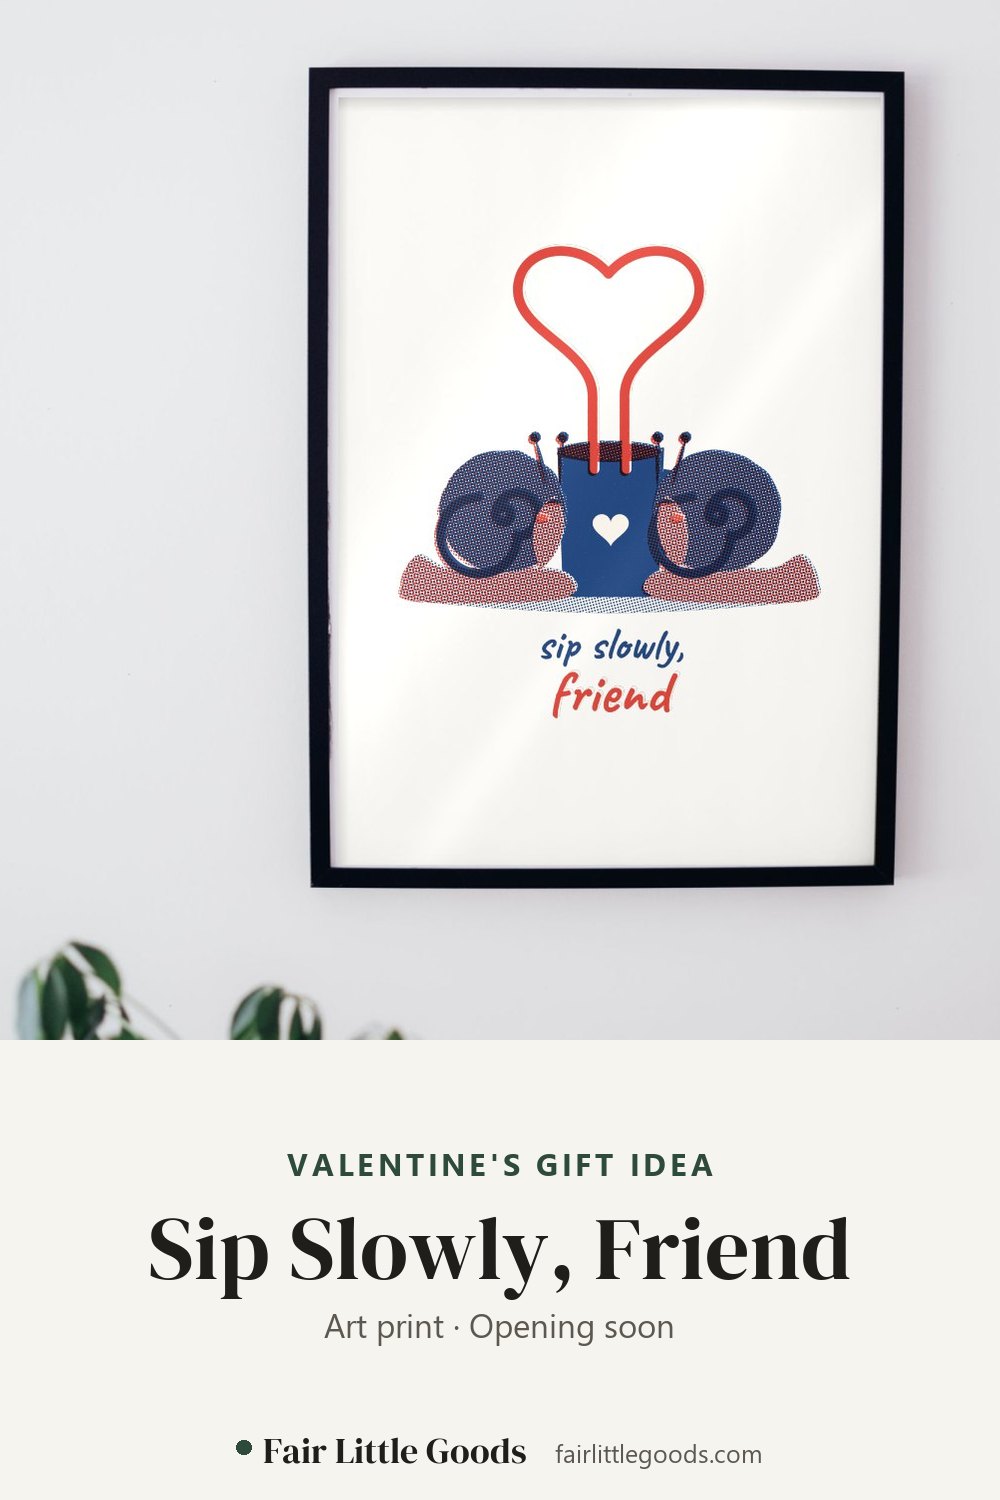 sip slowly,
friend
VALENTINE'S GIFT IDEA
Sip Slowly, Friend
Art print · Opening soon
Fair Little Goods fairlittlegoods.com